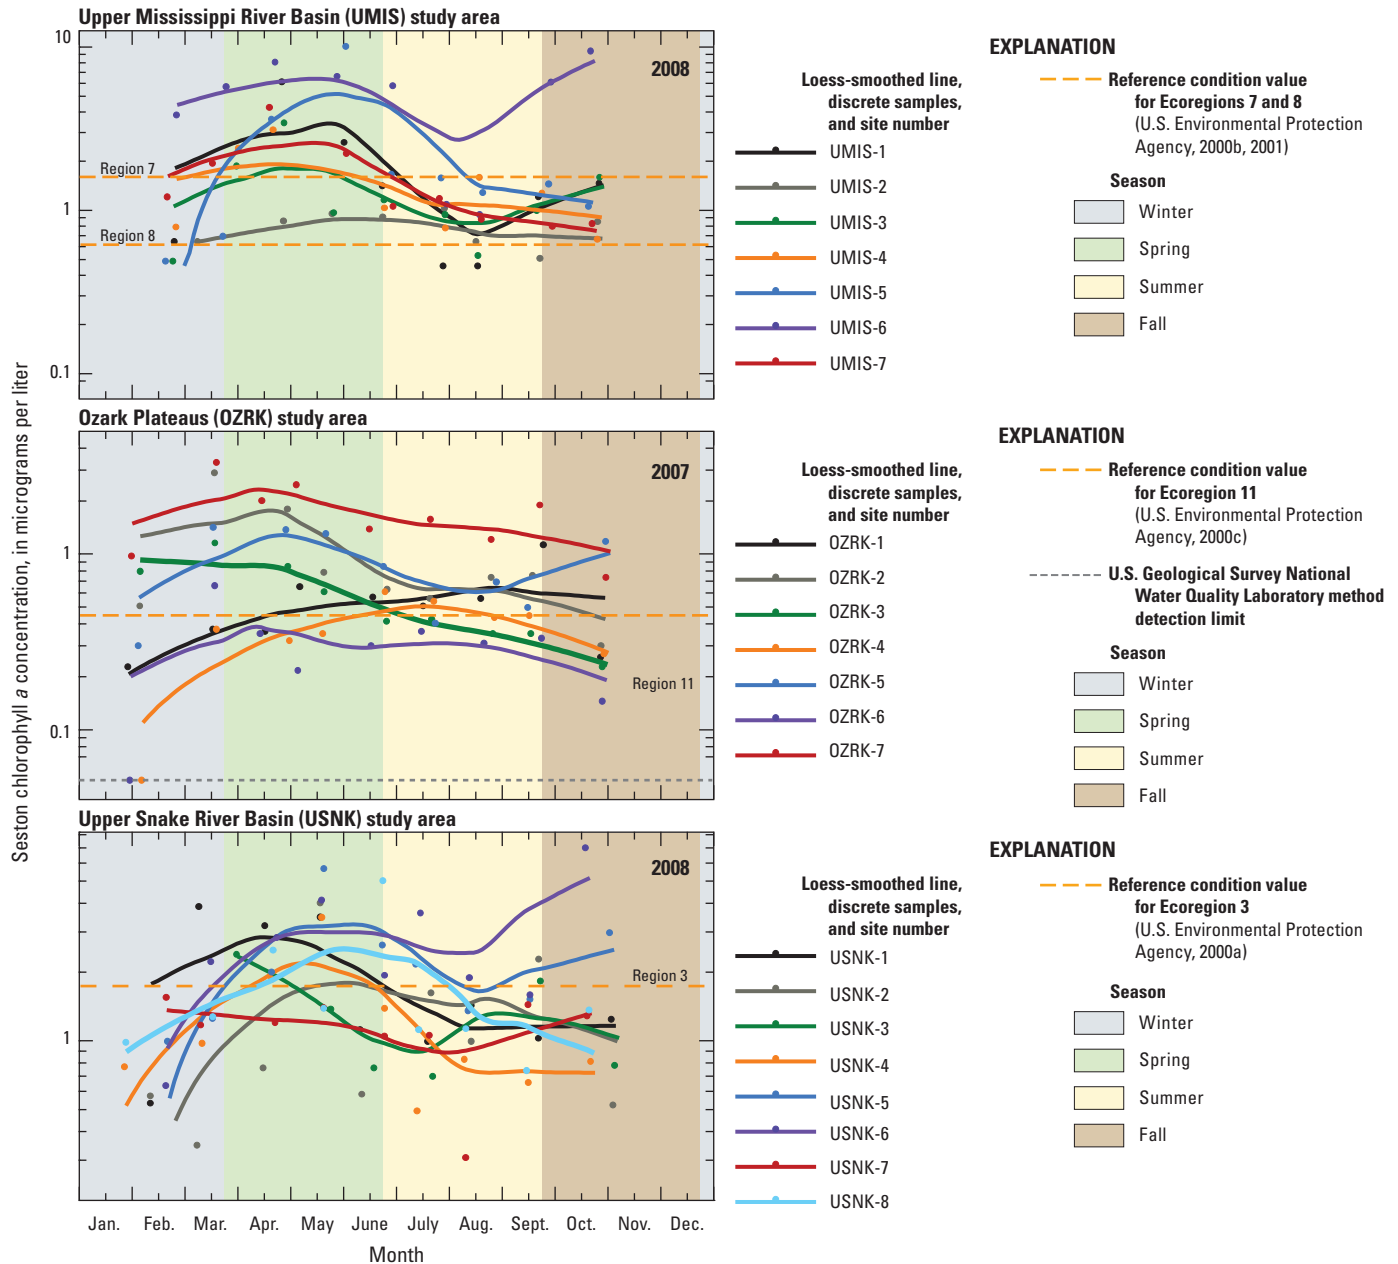 Upper Mississippi River Basin (UMIS) study area
10
1
0.1
2008
Region 7
Region 8
EXPLANATION
Loess-smoothed line,
discrete samples,
and site number
UMIS-1
UMIS-2
UMIS-3
UMIS-4
UMIS-5
UMIS-6
UMIS-7
Reference condition value
for Ecoregions 7 and 8
(U.S. Environmental Protection
Agency, 2000b, 2001)
Season
Winter
Spring
Summer
Fall
Seston chlorophyll a concentration, in micrograms per liter
Ozark Plateaus (OZRK) study area
1
0.1
2007
Region 11
EXPLANATION
Loess-smoothed line,
discrete samples,
and site number
OZRK-1
OZRK-2
OZRK-3
OZRK-4
OZRK-5
OZRK-6
OZRK-7
Reference condition value
for Ecoregion 11
(U.S. Environmental Protection
Agency, 2000c)
U.S. Geological Survey National
Water Quality Laboratory method
detection limit
Season
Winter
Spring
Summer
Fall
Upper Snake River Basin (USNK) study area
1
2008
Region 3
EXPLANATION
Loess-smoothed line,
discrete samples,
and site number
USNK-1
USNK-2
USNK-3
USNK-4
USNK-5
USNK-6
USNK-7
USNK-8
Reference condition value
for Ecoregion 3
(U.S. Environmental Protection
Agency, 2000a)
Season
Winter
Spring
Summer
Fall
Jan. Feb. Mar. Apr. May June July Aug. Sept. Oct. Nov. Dec.
Month